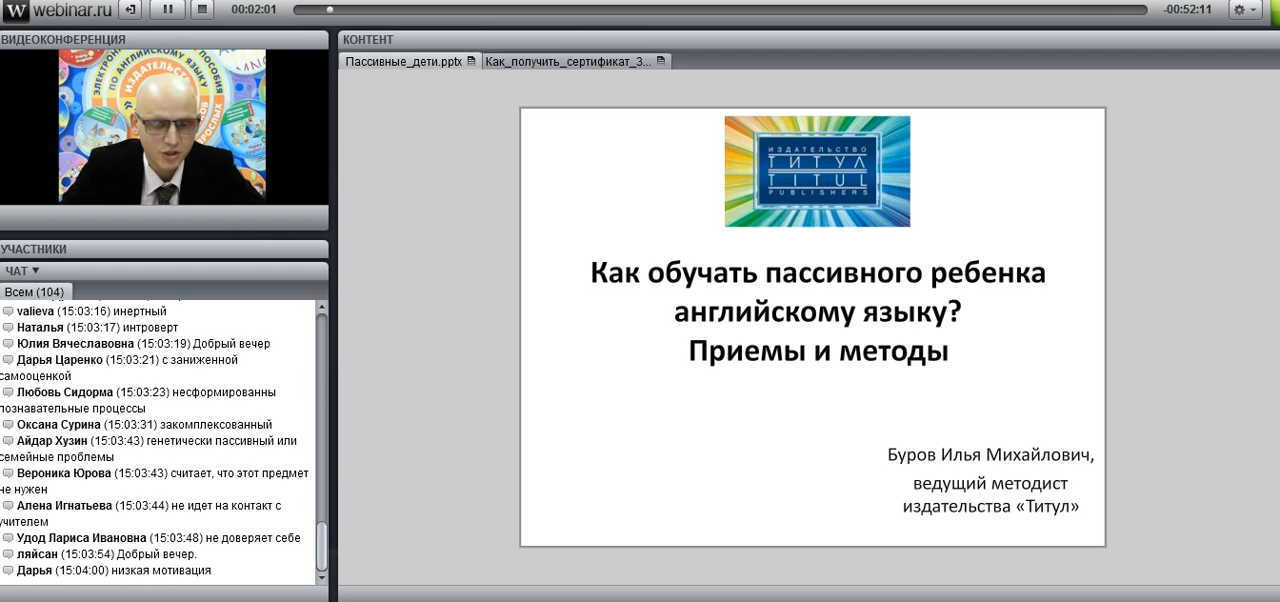 W webinar.ru
00:02:01
-00:52:11
ВИДЕОКОНФЕРЕНЦИЯ
ЭЛЕКТРОН
ПОСОБИЯ
ПО АНГЛИЙСКОМУ ЯЗЫКУ
ИЗДАТЕЛЬСТВО
УЧАСТНИКИ
ЧАТ ▼
Всем (104)
valieva (15:03:16) инертный
Наталья (15:03:17) интроверт
Юлия Вячеславовна (15:03:19) Добрый вечер
Дарья Царенко (15:03:21) с заниженной
самооценкой
Любовь Сидорма (15:03:23) несформированны
познавательные процессы
Оксана Сурина (15:03:31) закомплексованный
Айдар Хузин (15:03:43) генетически пассивный или
семейные проблемы
Вероника Юрова (15:03:43) считает, что этот предмет
не нужен
Алена Игнатьева (15:03:44) не идет на контакт с
учителем
Удод Лариса Ивановна (15:03:48) не доверяет себе
ляйсан (15:03:54) Добрый вечер.
Дарья (15:04:00) низкая мотивация
КОНТЕНТ
Пассивные_дети.pptx
Как_получить_сертификат_3...
ИЗДАТЕЛЬСТВО
ТИТУЛ
TITUL
PUBLISHERS
Как обучать пассивного ребенка
английскому языку?
Приемы и методы
Буров Илья Михайлович,
ведущий методист
издательства «Титул»